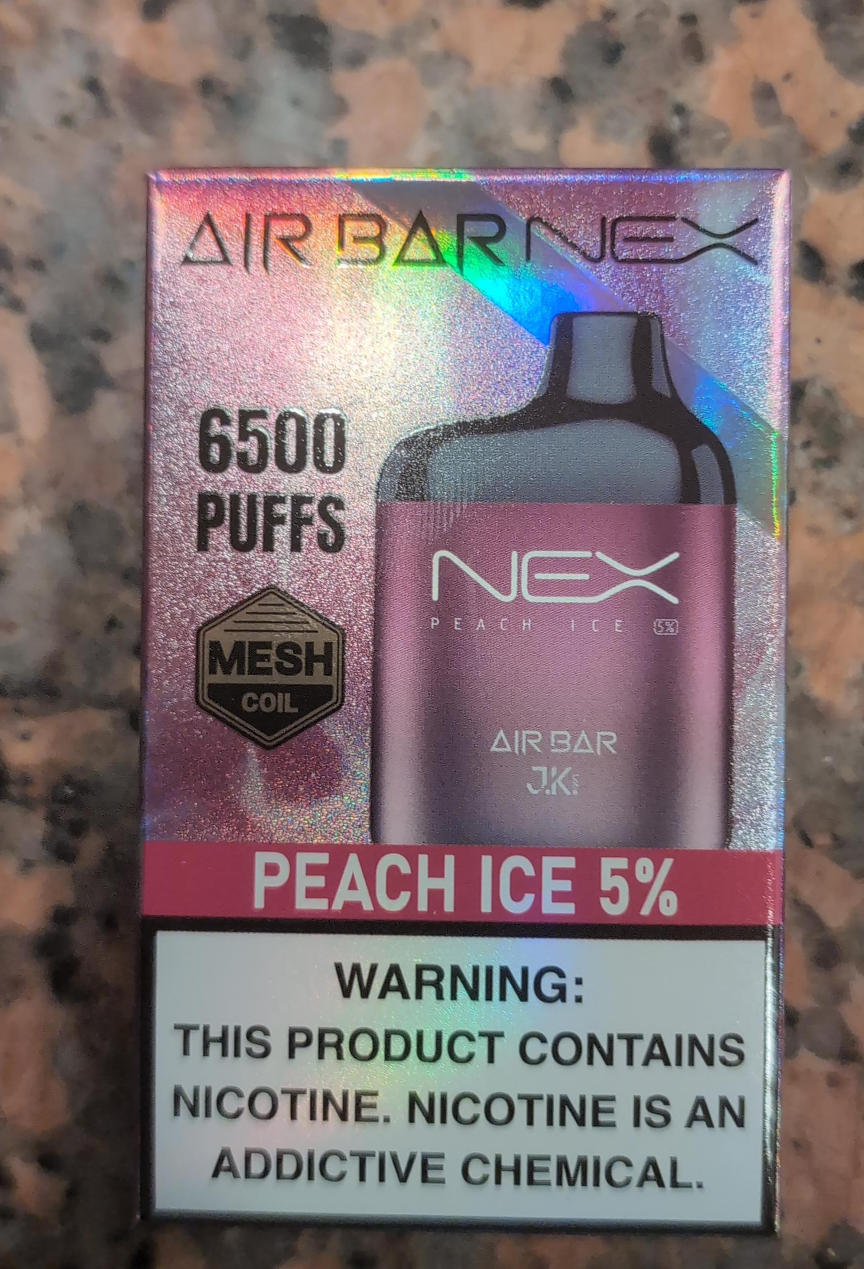 AIR BAR NEX
6500
PUFFS
MESH
COIL
NEX
PEACH ICE 5%
AIR BAR
J.K.
PEACH ICE 5%
WARNING:
THIS PRODUCT CONTAINS
NICOTINE. NICOTINE IS AN
ADDICTIVE CHEMICAL.